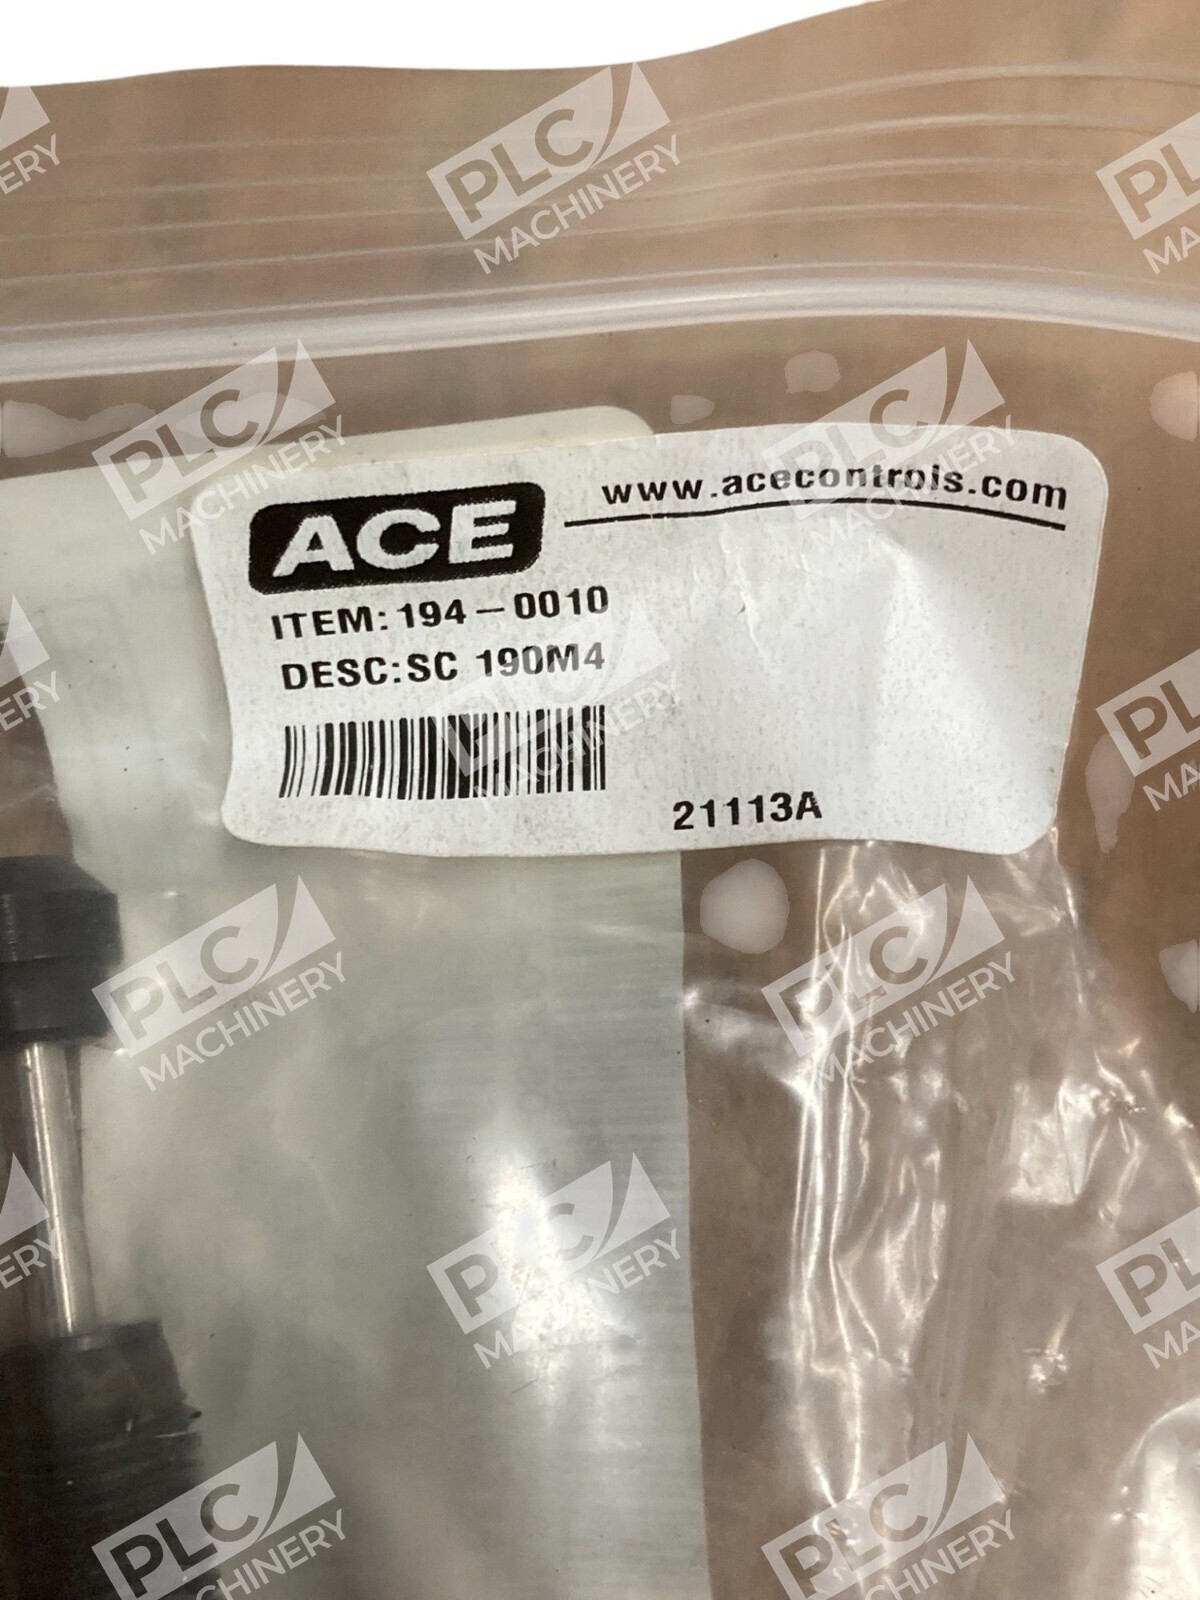 ACE
www.acecontrols.com
ITEM: 194-0010
DESC: SC 190M4
21113A
PLC
MACHINERY